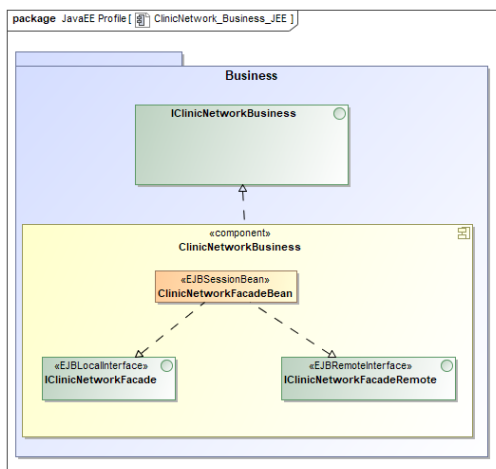 package JavaEE Profile [ ClinicNetwork_Business_JEE ]
Business
IClinicNetworkBusiness
«component»
ClinicNetworkBusiness
«EJBSessionBean»
ClinicNetworkFacadeBean
«EJBLocalInterface» «EJBRemoteInterface»
IClinicNetworkFacade IClinicNetworkFacadeRemote